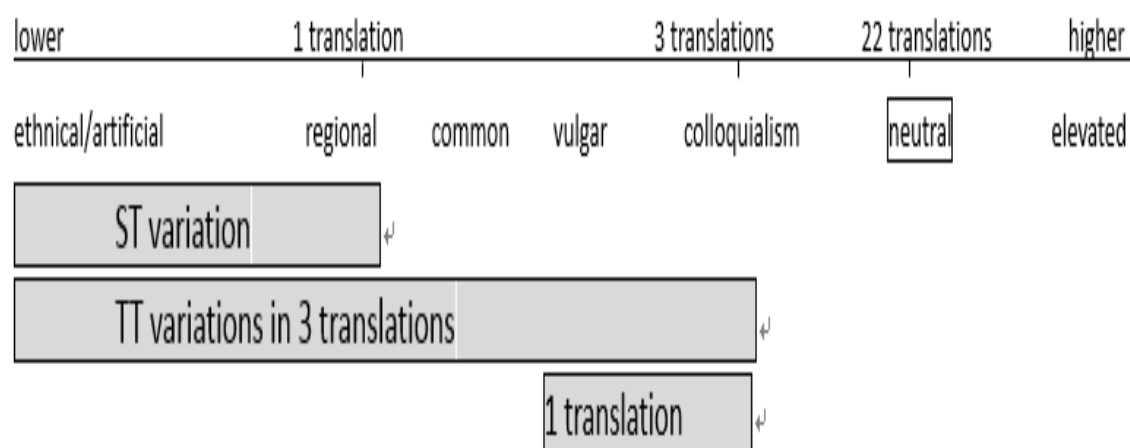 lower 1 translation 3 translations 22 translations higher
ethnical/artificial regional common vulgar colloquialism neutral elevated
ST variation
TT variations in 3 translations
1 translation